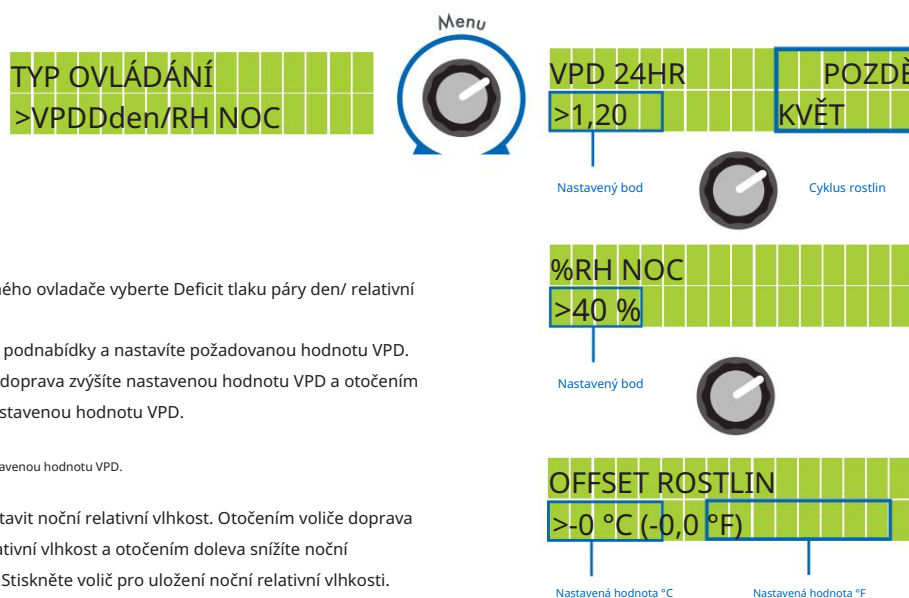 Menu
TYP OVLÁDÁNÍ
>VPDDden/RH NOC
VPD 24HR POZDĚ
>1,20 KVĚT
Nastavený bod Cyklus rostlin
%RH NOC
>40 %
Nastavený bod
OFFSET ROSTLIN
>-0 °C (-0,0 °F)
Nastavená hodnota °C Nastavená hodnota °F
ého ovladače vyberte Deficit tlaku páry den/ relativní
podnabídky a nastavíte požadovanou hodnotu VPD.
doprava zvýšíte nastavenou hodnotu VPD a otočením
stavenou hodnotu VPD.
avenou hodnotu VPD.
tavit noční relativní vlhkost. Otočením voliče doprava
ativní vlhkost a otočením doleva snížíte noční
Stiskněte volič pro uložení noční relativní vlhkosti.